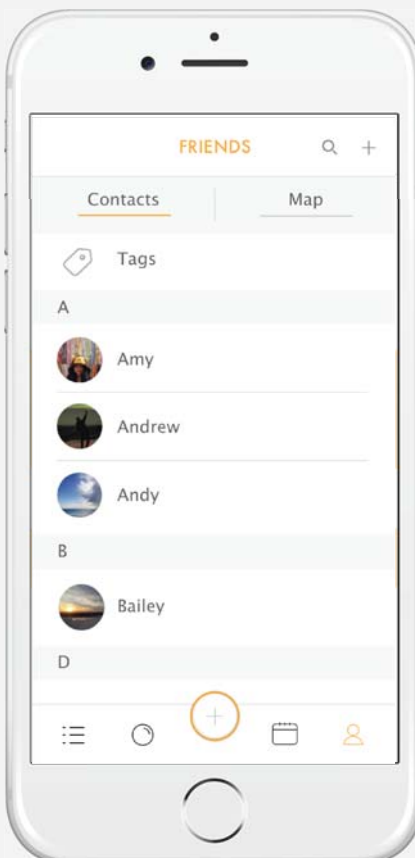 FRIENDS
Contacts Map
Tags
A
Amy
Andrew
Andy
B
Bailey
D